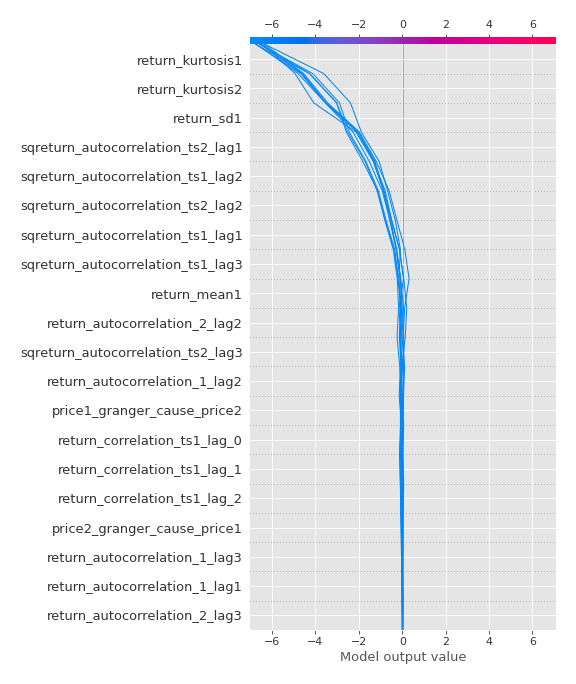 −6 −4 −2 0 2 4 6
return_kurtosis1
return_kurtosis2
return_sd1
sqreturn_autocorrelation_ts2_lag1
sqreturn_autocorrelation_ts1_lag2
sqreturn_autocorrelation_ts2_lag2
sqreturn_autocorrelation_ts1_lag1
sqreturn_autocorrelation_ts1_lag3
return_mean1
return_autocorrelation_2_lag2
sqreturn_autocorrelation_ts2_lag3
return_autocorrelation_1_lag2
price1_granger_cause_price2
return_correlation_ts1_lag_0
return_correlation_ts1_lag_1
return_correlation_ts1_lag_2
price2_granger_cause_price1
return_autocorrelation_1_lag3
return_autocorrelation_1_lag1
return_autocorrelation_2_lag3
−6 −4 −2 0 2 4 6
Model output value